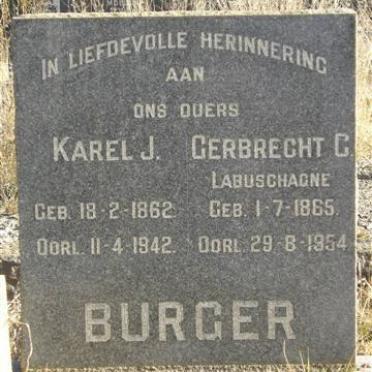 IN LIEFDEVOLLE HERINNERING
AAN
ONS OUERS
KAREL J. GERBRECHT C.
LABUSCHAGNE
GEB. 18-2-1862 GEB. 1-7-1865.
OORL. 11-4-1942. OORL. 29-8-1954
BURGER